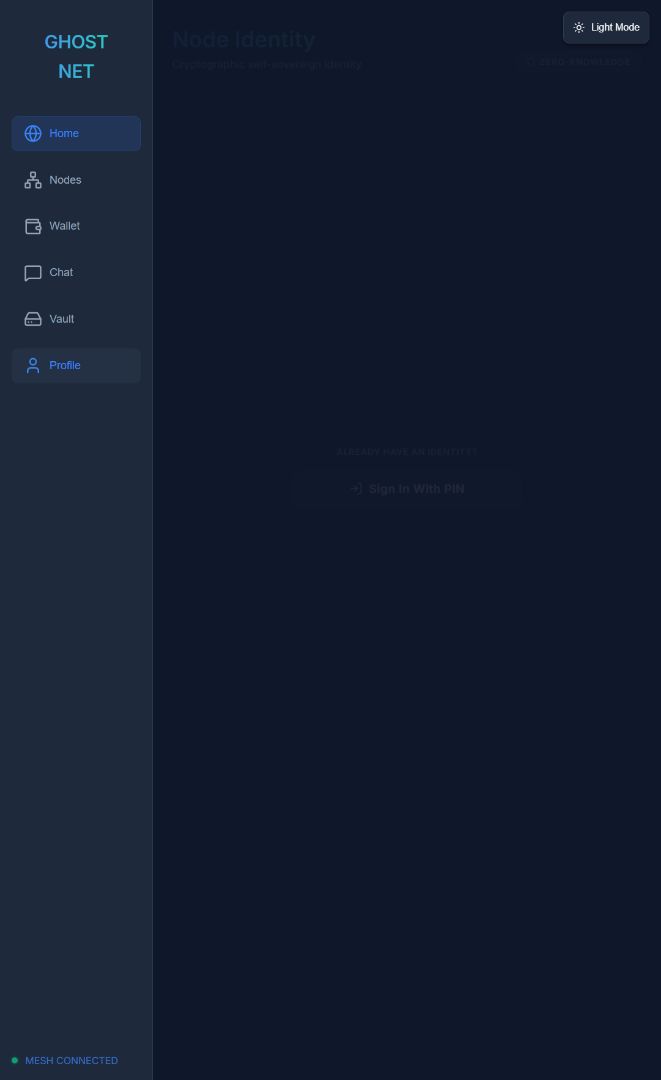 GHOST
NET
Home
Nodes
Wallet
Chat
Vault
Profile
MESH CONNECTED
Light Mode
Node Identity
Cryptographic self-sovereign identity
ZERO-KNOWLEDGE
ALREADY HAVE AN IDENTITY?
Sign In With PIN